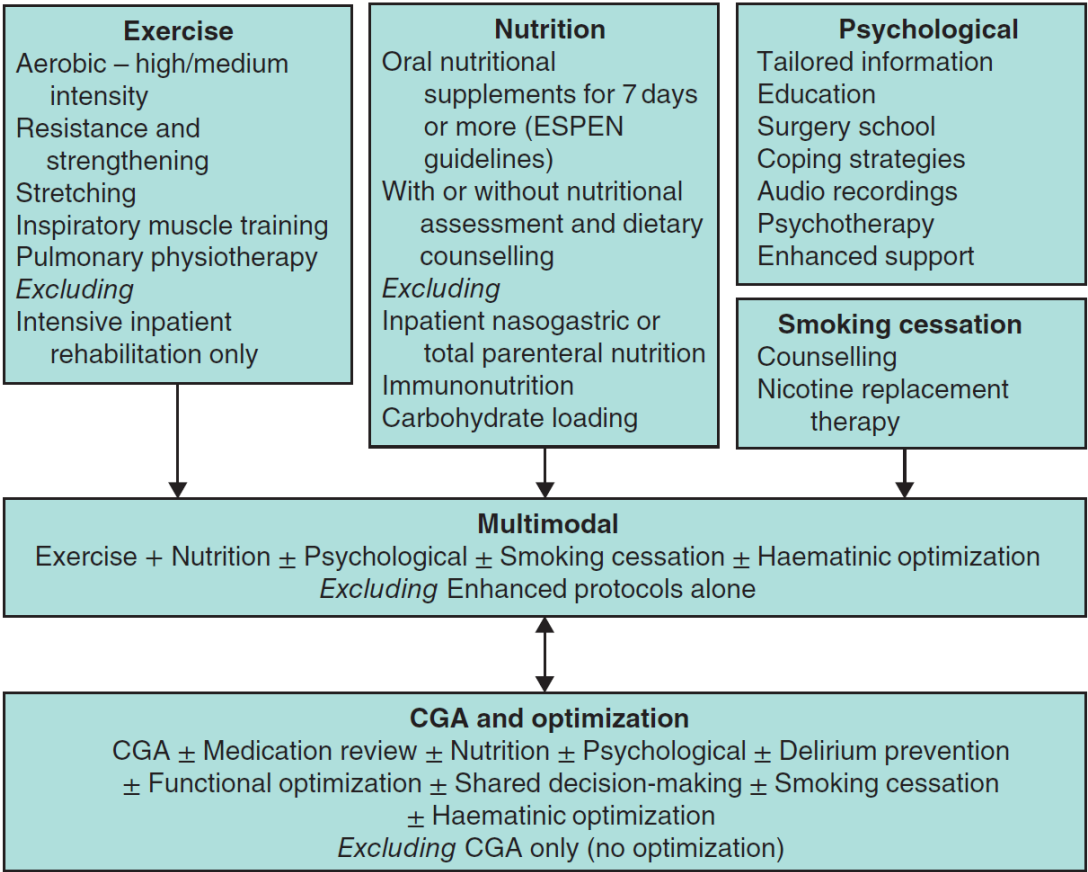 Exercise
Aerobic – high/medium
intensity
Resistance and
strengthening
Stretching
Inspiratory muscle training
Pulmonary physiotherapy
Excluding
Intensive inpatient
rehabilitation only
Nutrition
Oral nutritional
supplements for 7 days
or more (ESPEN
guidelines)
With or without nutritional
assessment and dietary
counselling
Excluding
Inpatient nasogastric or
total parenteral nutrition
Immunonutrition
Carbohydrate loading
Psychological
Tailored information
Education
Surgery school
Coping strategies
Audio recordings
Psychotherapy
Enhanced support
Smoking cessation
Counselling
Nicotine replacement
therapy
Multimodal
Exercise + Nutrition ± Psychological ± Smoking cessation ± Haematinic optimization
Excluding Enhanced protocols alone
CGA and optimization
CGA ± Medication review ± Nutrition ± Psychological ± Delirium prevention
± Functional optimization ± Shared decision-making ± Smoking cessation
± Haematinic optimization
Excluding CGA only (no optimization)